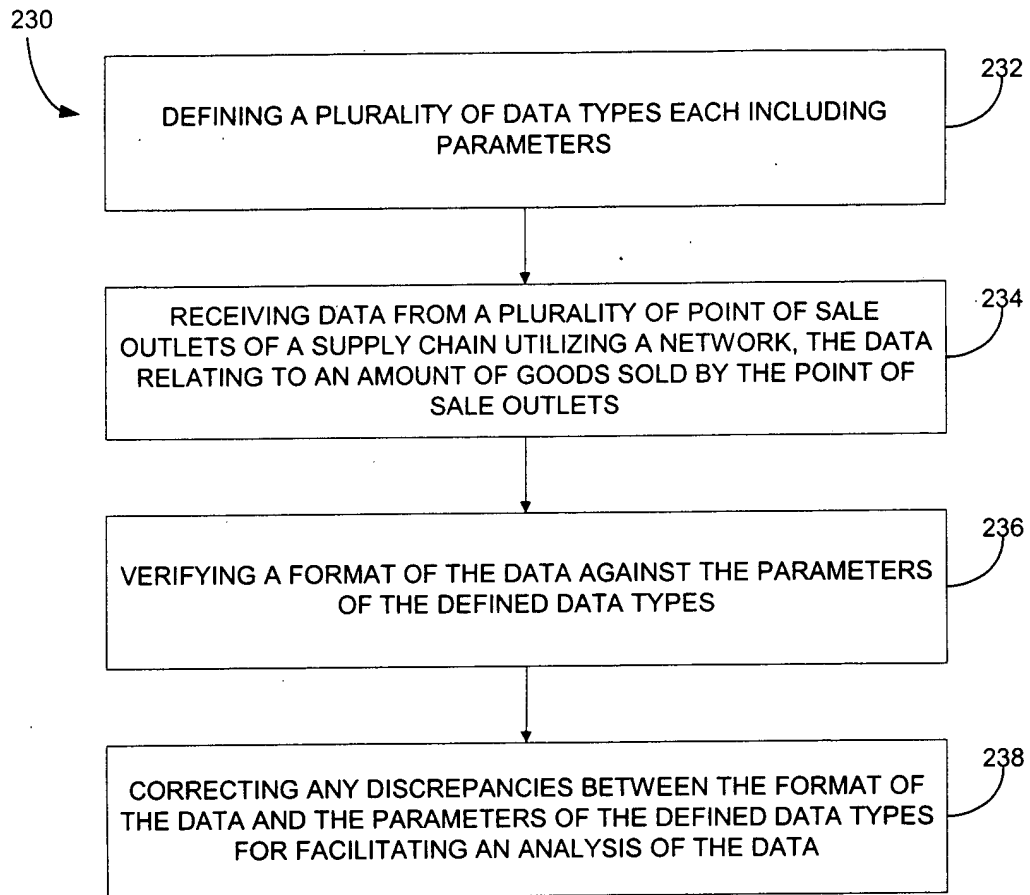 230
232
DEFINING A PLURALITY OF DATA TYPES EACH INCLUDING
PARAMETERS
234
RECEIVING DATA FROM A PLURALITY OF POINT OF SALE
OUTLETS OF A SUPPLY CHAIN UTILIZING A NETWORK, THE DATA
RELATING TO AN AMOUNT OF GOODS SOLD BY THE POINT OF
SALE OUTLETS
236
VERIFYING A FORMAT OF THE DATA AGAINST THE PARAMETERS
OF THE DEFINED DATA TYPES
238
CORRECTING ANY DISCREPANCIES BETWEEN THE FORMAT OF
THE DATA AND THE PARAMETERS OF THE DEFINED DATA TYPES
FOR FACILITATING AN ANALYSIS OF THE DATA